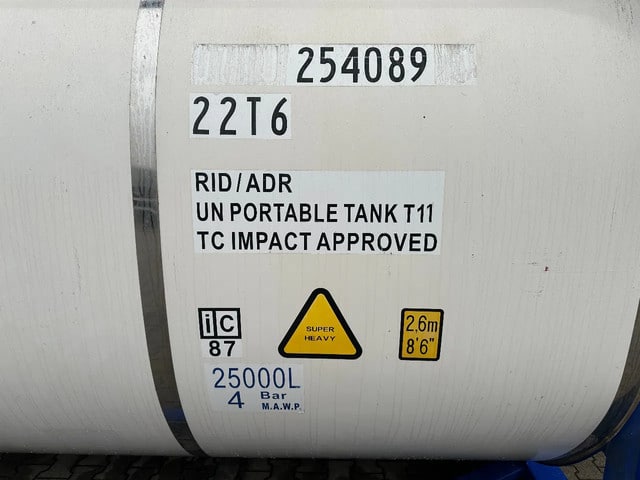 254089
22T6
RID/ADR
UN PORTABLE TANK T11
TC IMPACT APPROVED
ic
87
SUPER
HEAVY
2,6m
8'6"
25000L
4 Bar
M.A.W.P.